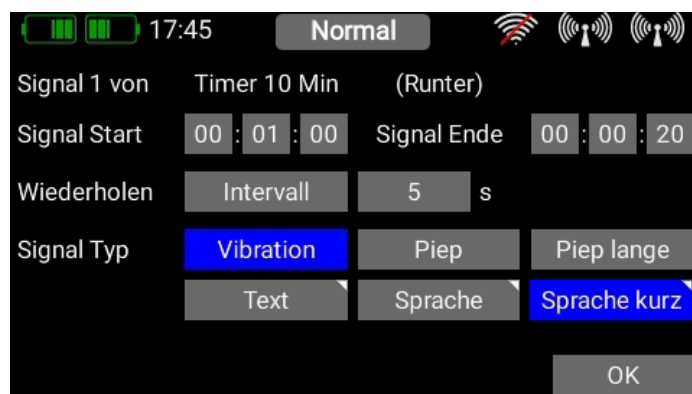 17:45 Normal
Signal 1 von Timer 10 Min (Runter)
Signal Start 00 : 01 : 00 Signal Ende 00 : 00 : 20
Wiederholen Intervall 5 s
Signal Typ Vibration Piep Piep lange
Text Sprache Sprache kurz
OK